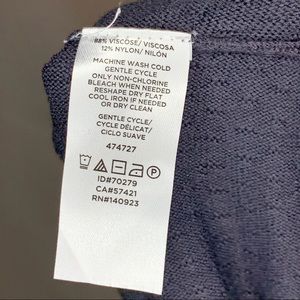 88% VISCOSE/ VISCOSA
12% NYLON/ NILÓN
MACHINE WASH COLD
GENTLE CYCLE
ONLY NON-CHLORINE
BLEACH WHEN NEEDED
RESHAPE DRY FLAT
COOL IRON IF NEEDED
OR DRY CLEAN
GENTLE CYCLE/
CYCLE DÉLICAT/
CICLO SUAVE
474727
P
ID#70279
CA#57421
RN#140923